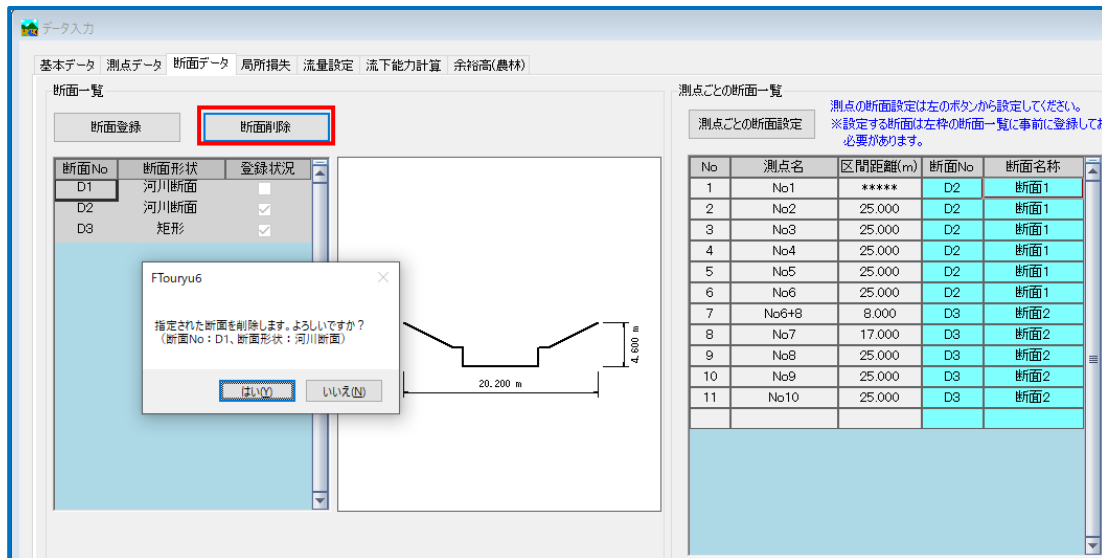 データ入力
基本データ 測点データ 断面データ 局所損失 流量設定 流下能力計算 余裕高(農林)
断面一覧
断面登録 断面削除
断面No 断面形状 登録状況
D1 河川断面
D2 河川断面
D3 矩形
FTouryu6
指定された断面を削除します。よろしいですか？
（断面No：D1、断面形状：河川断面）
はい(Y) いいえ(N)
4.600 m
20.200 m
測点ごとの断面一覧
測点ごとの断面設定
測点の断面設定は左のボタンから設定してください。
※設定する断面は左枠の断面一覧に事前に登録してお
必要があります。
No 測点名 区間距離(m) 断面No 断面名称
1 No1 ***** D2 断面1
2 No2 25.000 D2 断面1
3 No3 25.000 D2 断面1
4 No4 25.000 D2 断面1
5 No5 25.000 D2 断面1
6 No6 25.000 D2 断面1
7 No6+8 8.000 D3 断面2
8 No7 17.000 D3 断面2
9 No8 25.000 D3 断面2
10 No9 25.000 D3 断面2
11 No10 25.000 D3 断面2